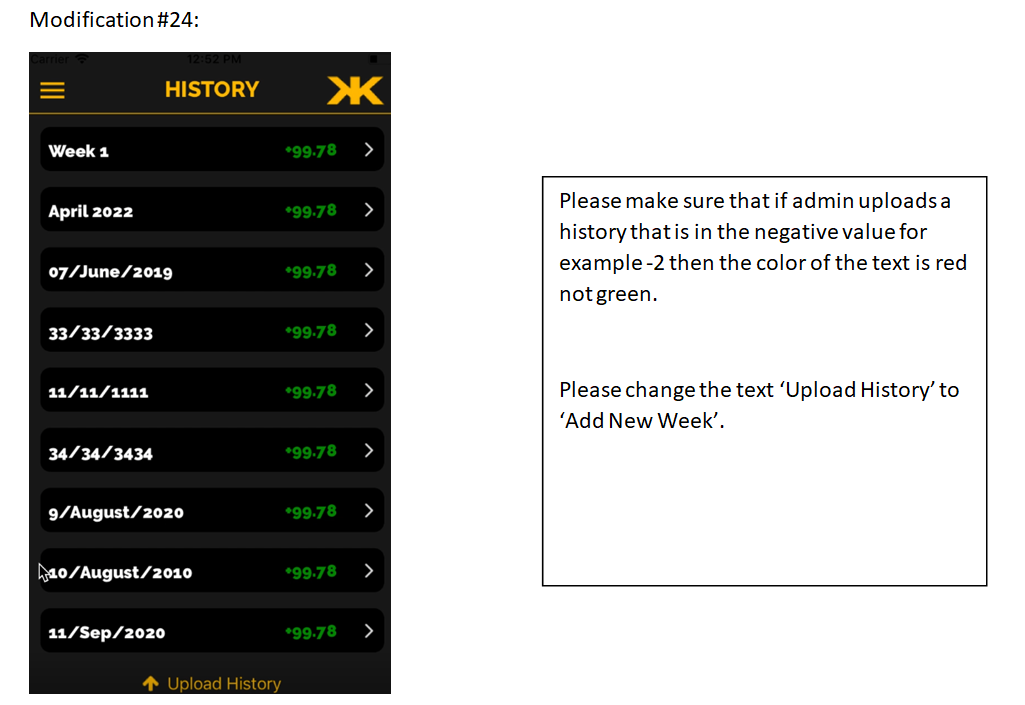 Modification #24:
Carrier 12:52 PM
HISTORY
Week 1 +99.78
April 2022 +99.78
07/June/2019 +99.78
33/33/3333 +99.78
11/11/1111 +99.78
34/34/3434 +99.78
9/August/2020 +99.78
10/August/2010 +99.78
11/Sep/2020 +99.78
Upload History
Please make sure that if admin uploads a
history that is in the negative value for
example -2 then the color of the text is red
not green.
Please change the text ‘Upload History’ to
‘Add New Week’.